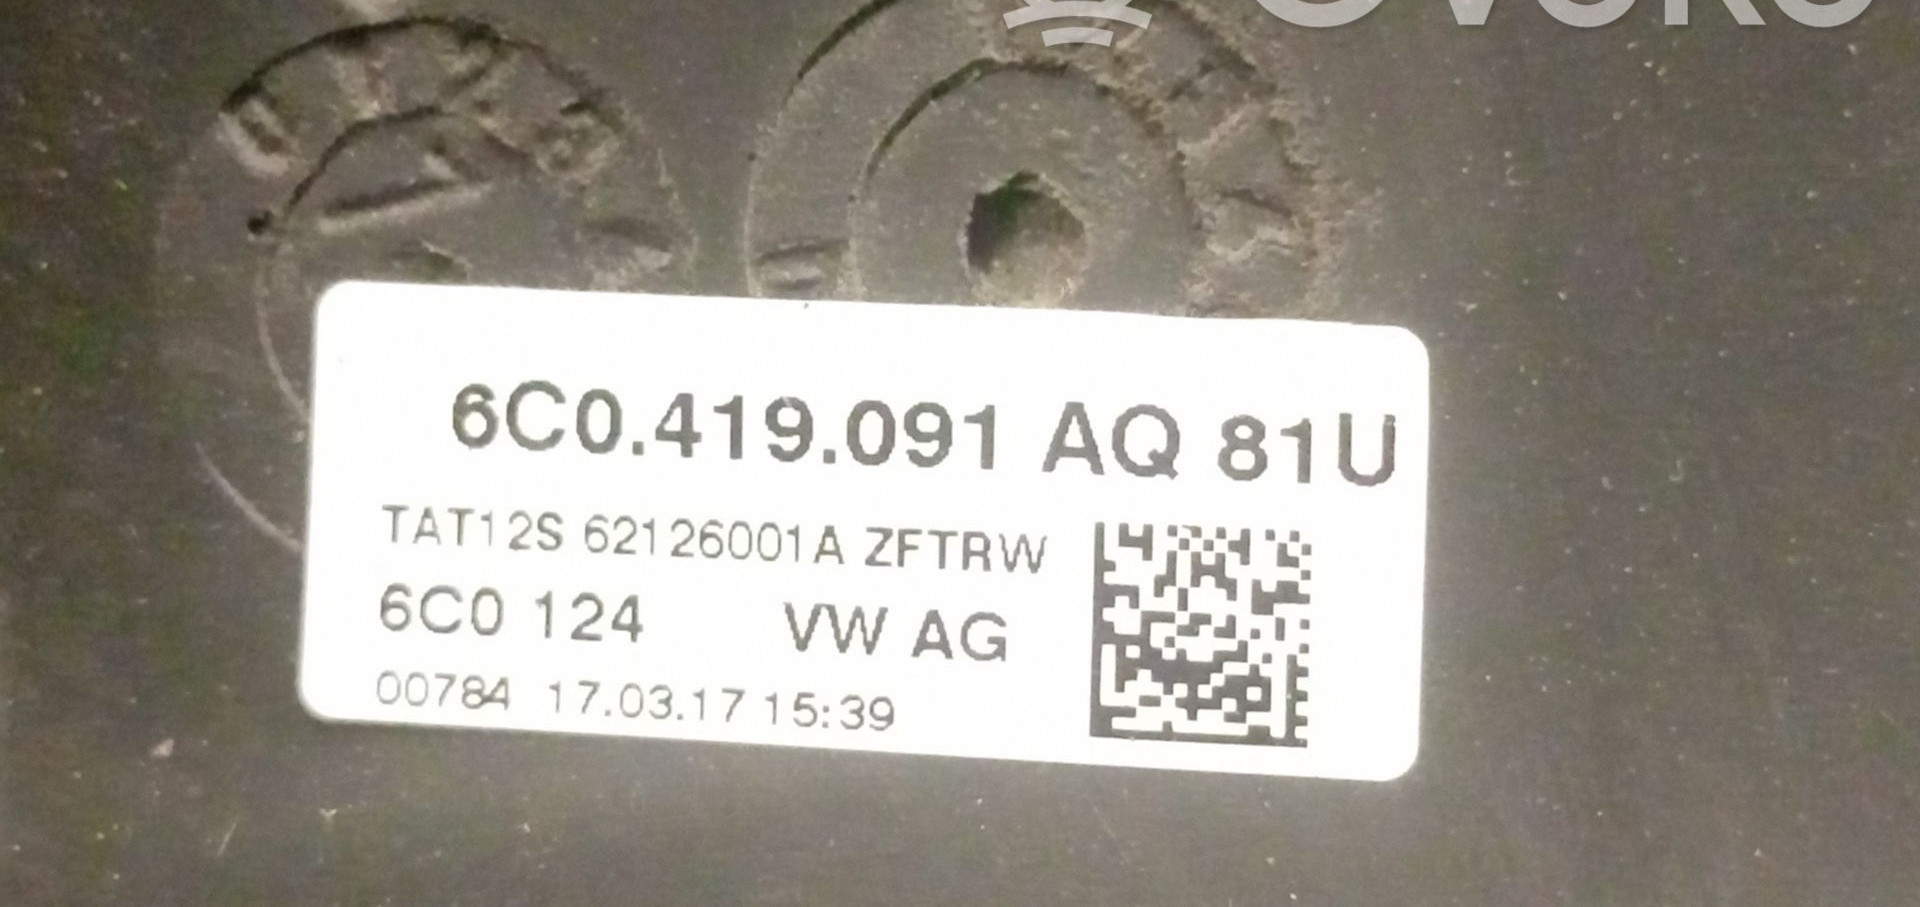 6C0.419.091 AQ 81U
TAT12S 62126001A ZFTRW
6C0 124 VW AG
00784 17.03.17 15:39